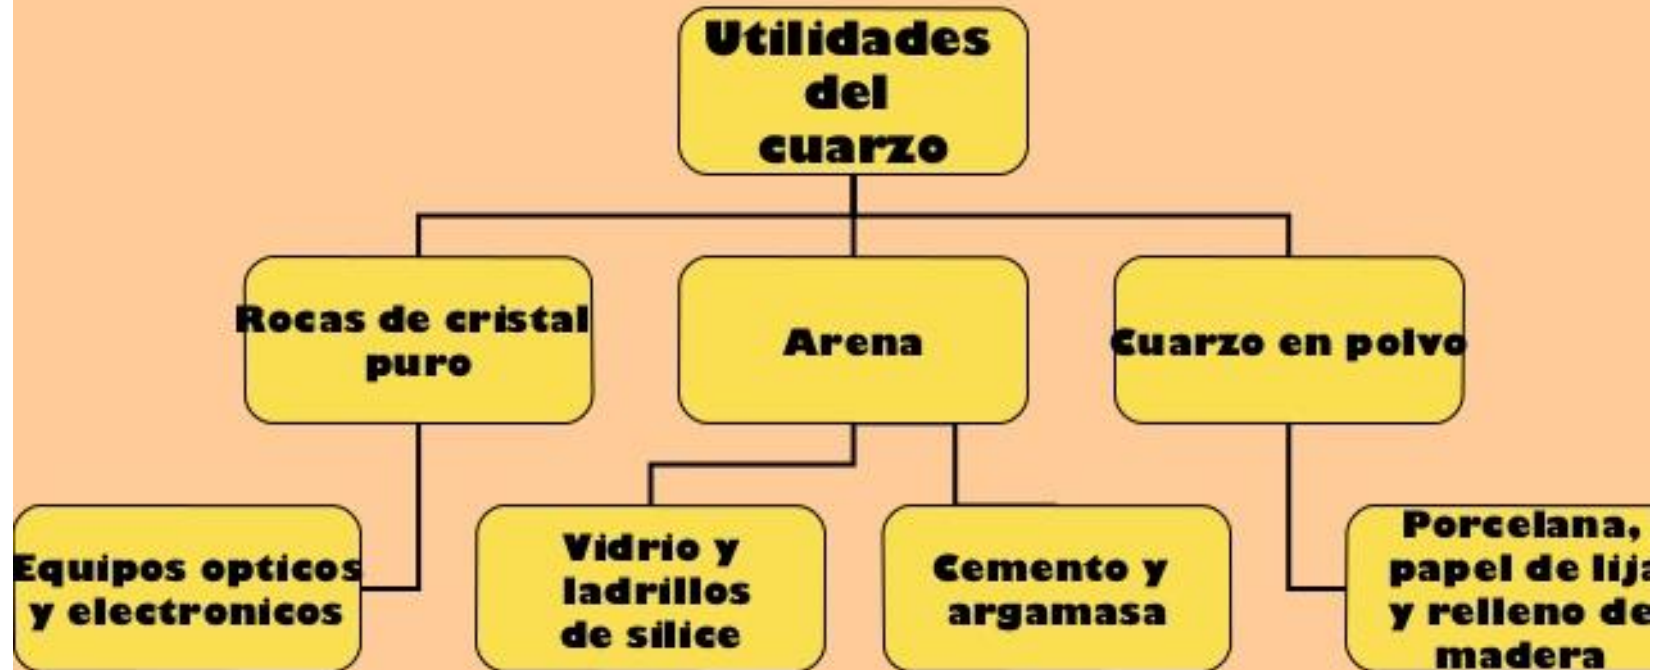 Utilidades
del
cuarzo
Rocas de cristal
puro
Arena
Cuarzo en polvo
Equipos opticos
y electronicos
Vidrio y
ladrillos
de silice
Cemento y
argamasa
Porcelana,
papel de lija
y relleno de
madera